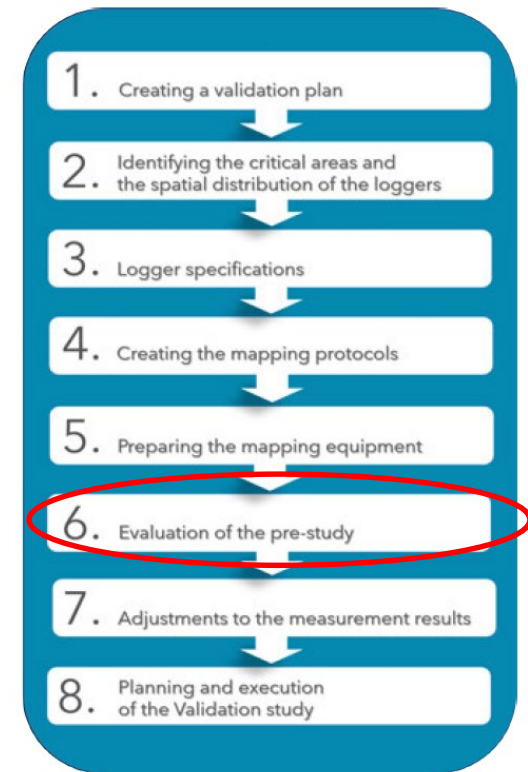 1. Creating a validation plan
2. Identifying the critical areas and
the spatial distribution of the loggers
3. Logger specifications
4. Creating the mapping protocols
5. Preparing the mapping equipment
6. Evaluation of the pre-study
7. Adjustments to the measurement results
8. Planning and execution
of the Validation study